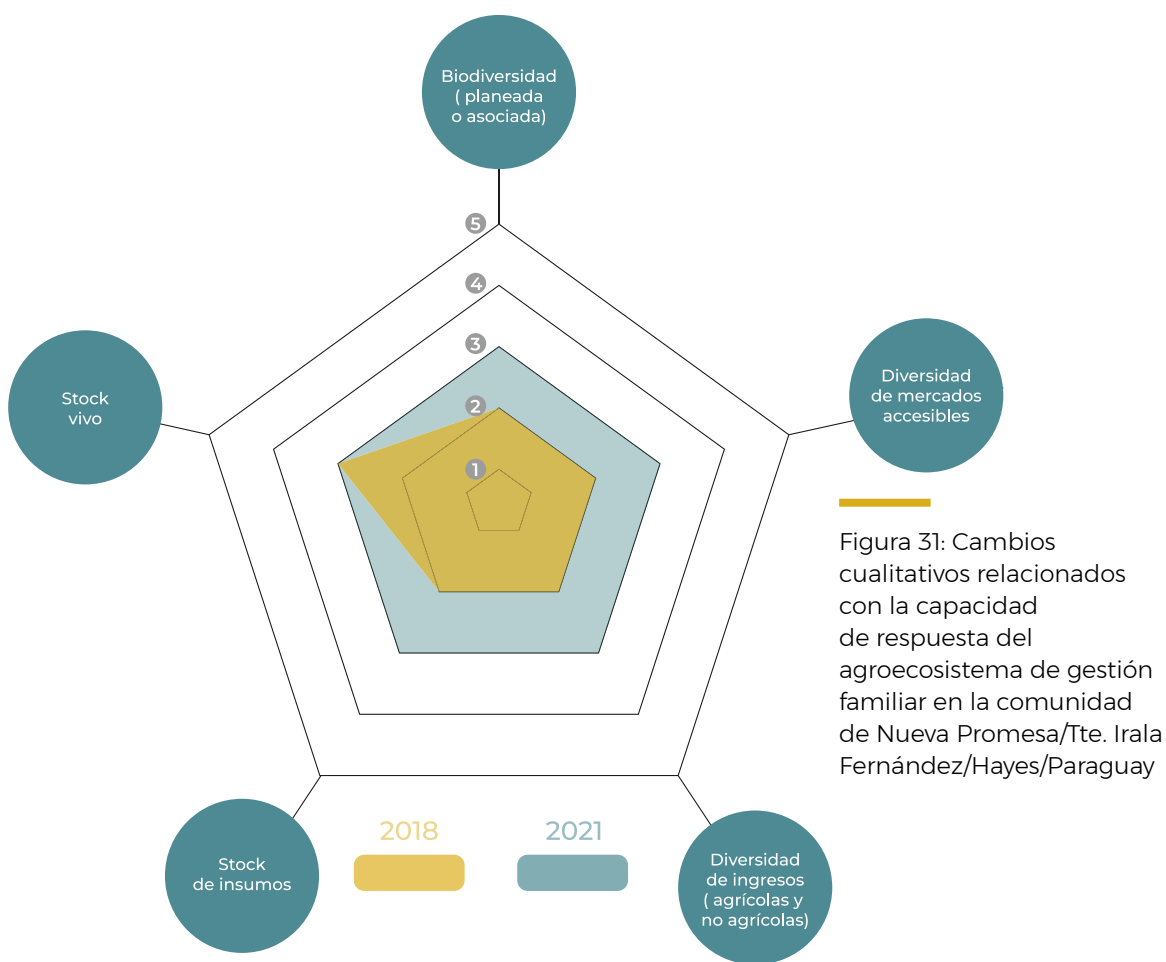 Biodiversidad
( planeada
o asociada)
5
4
3
2
1
Stock
vivo
Diversidad
de mercados
accesibles
Figura 31: Cambios
cualitativos relacionados
con la capacidad
de respuesta del
agroecosistema de gestión
familiar en la comunidad
de Nueva Promesa/Tte. Irala
Fernández/Hayes/Paraguay
Stock
de insumos
2018
2021
Diversidad
de ingresos
( agrícolas y
no agrícolas)